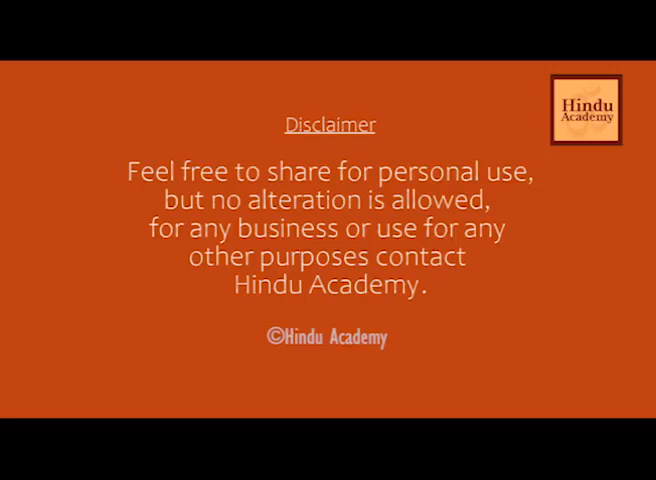 Hindu
Academy
Disclaimer
Feel free to share for personal use,
but no alteration is allowed,
for any business or use for any
other purposes contact
Hindu Academy.
©Hindu Academy